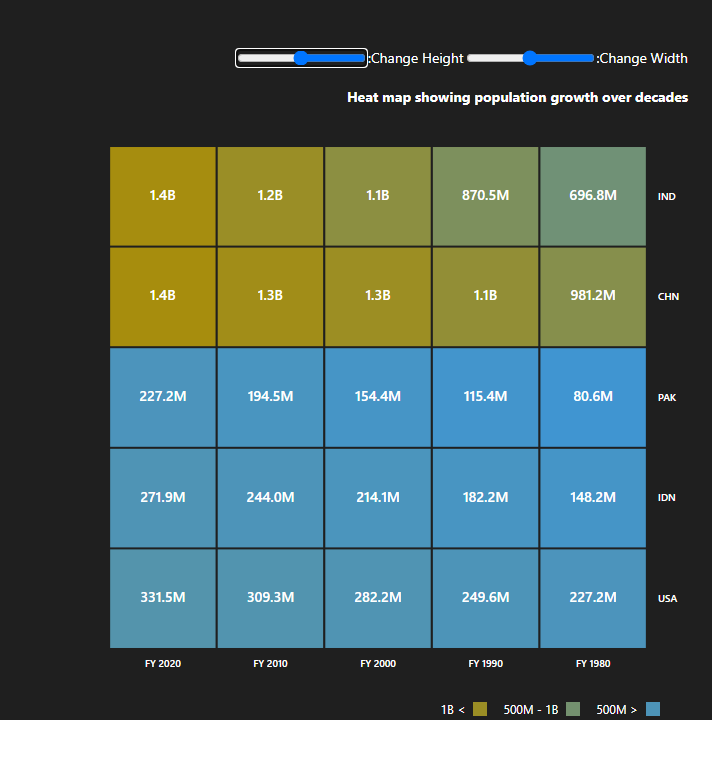 :Change Height :Change Width
Heat map showing population growth over decades
1.4B 1.2B 1.1B 870.5M 696.8M IND
1.4B 1.3B 1.3B 1.1B 981.2M CHN
227.2M 194.5M 154.4M 115.4M 80.6M PAK
271.9M 244.0M 214.1M 182.2M 148.2M IDN
331.5M 309.3M 282.2M 249.6M 227.2M USA
FY 2020 FY 2010 FY 2000 FY 1990 FY 1980
1B < 500M - 1B 500M >